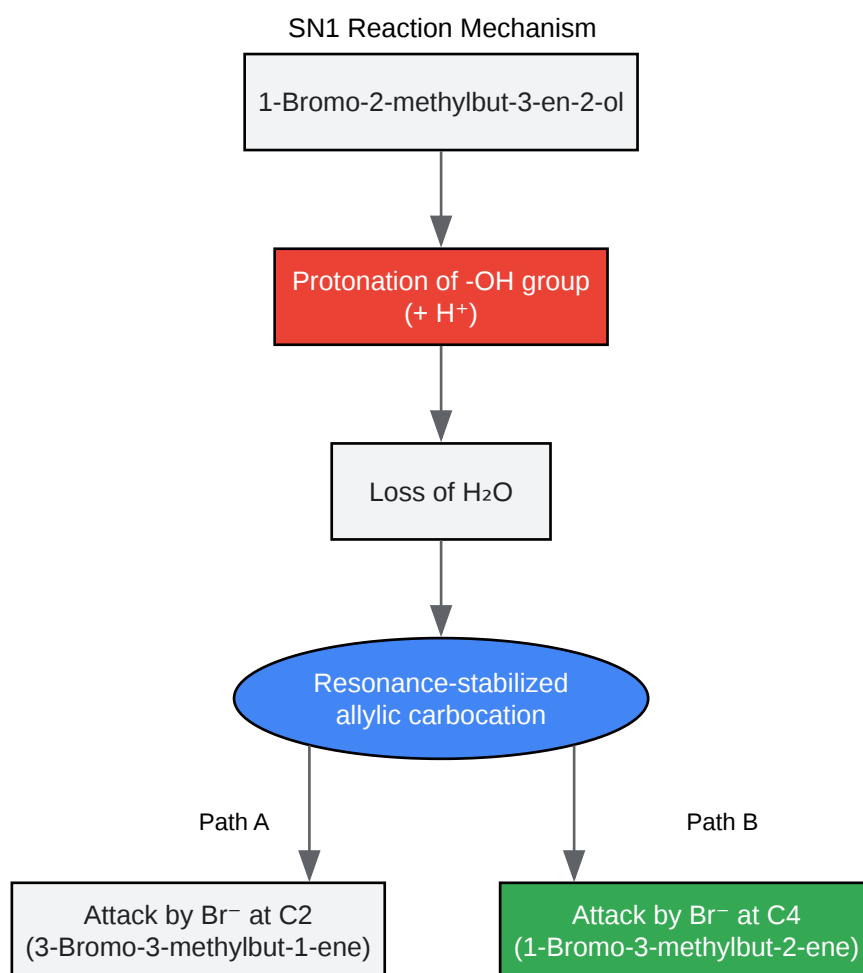 SN1 Reaction Mechanism
1-Bromo-2-methylbut-3-en-2-ol
Protonation of -OH group
(+ H⁺)
Loss of H₂O
Resonance-stabilized
allylic carbocation
Path A
Path B
Attack by Br⁻ at C2
(3-Bromo-3-methylbut-1-ene)
Attack by Br⁻ at C4
(1-Bromo-3-methylbut-2-ene)